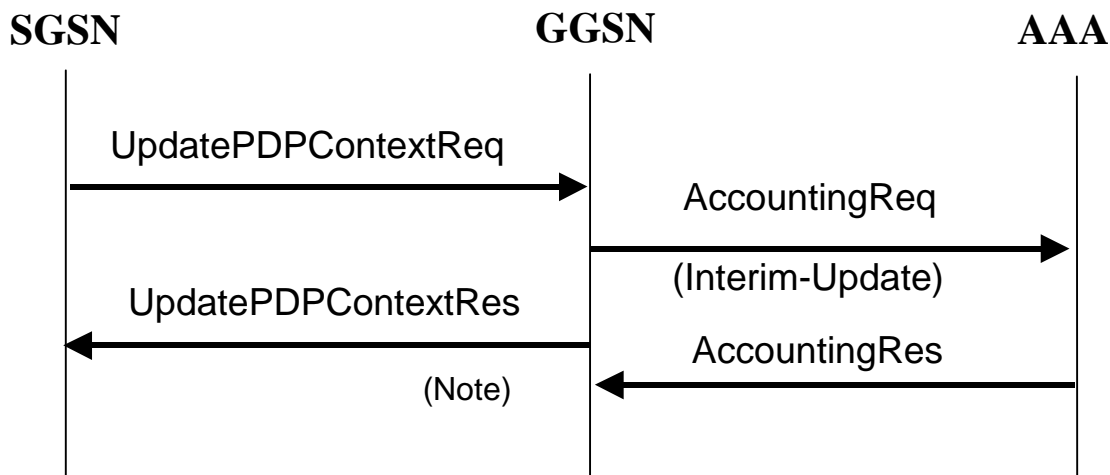 SGSN GGSN AAA
UpdatePDPContextReq
AccountingReq
(Interim-Update)
UpdatePDPContextRes
AccountingRes
(Note)